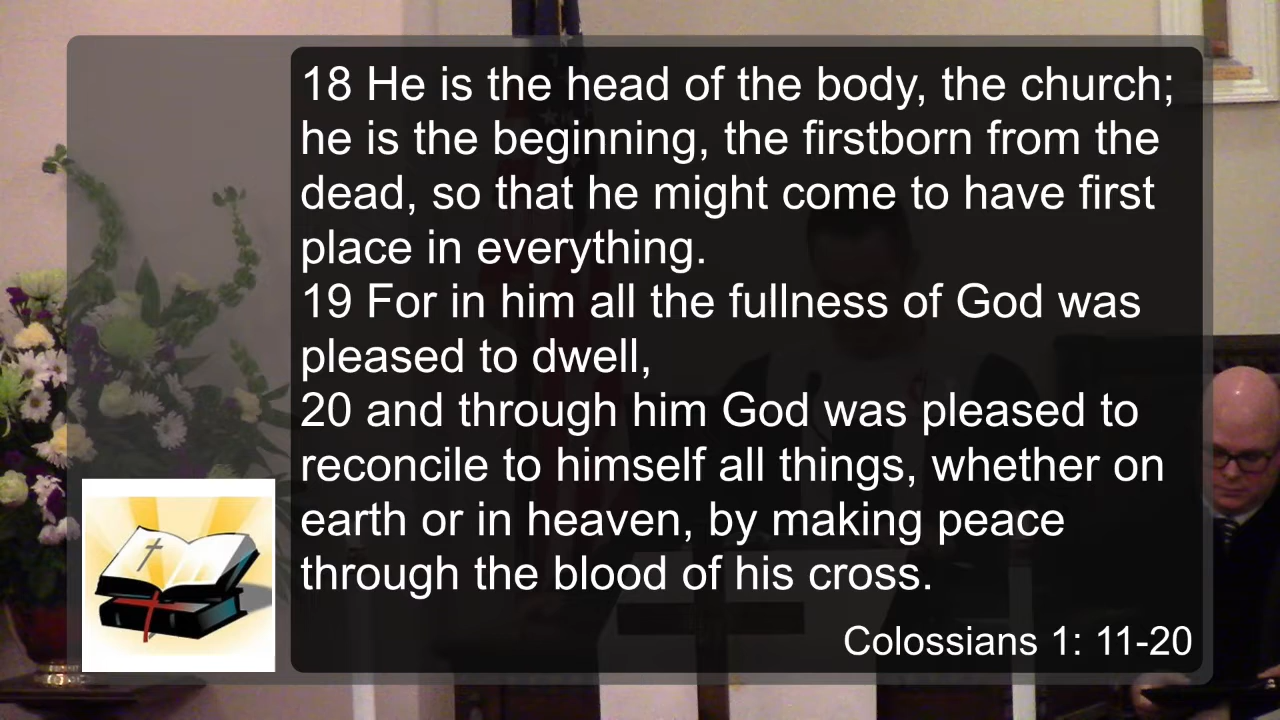 18 He is the head of the body, the church;
he is the beginning, the firstborn from the
dead, so that he might come to have first
place in everything.
19 For in him all the fullness of God was
pleased to dwell,
20 and through him God was pleased to
reconcile to himself all things, whether on
earth or in heaven, by making peace
through the blood of his cross.
Colossians 1: 11-20